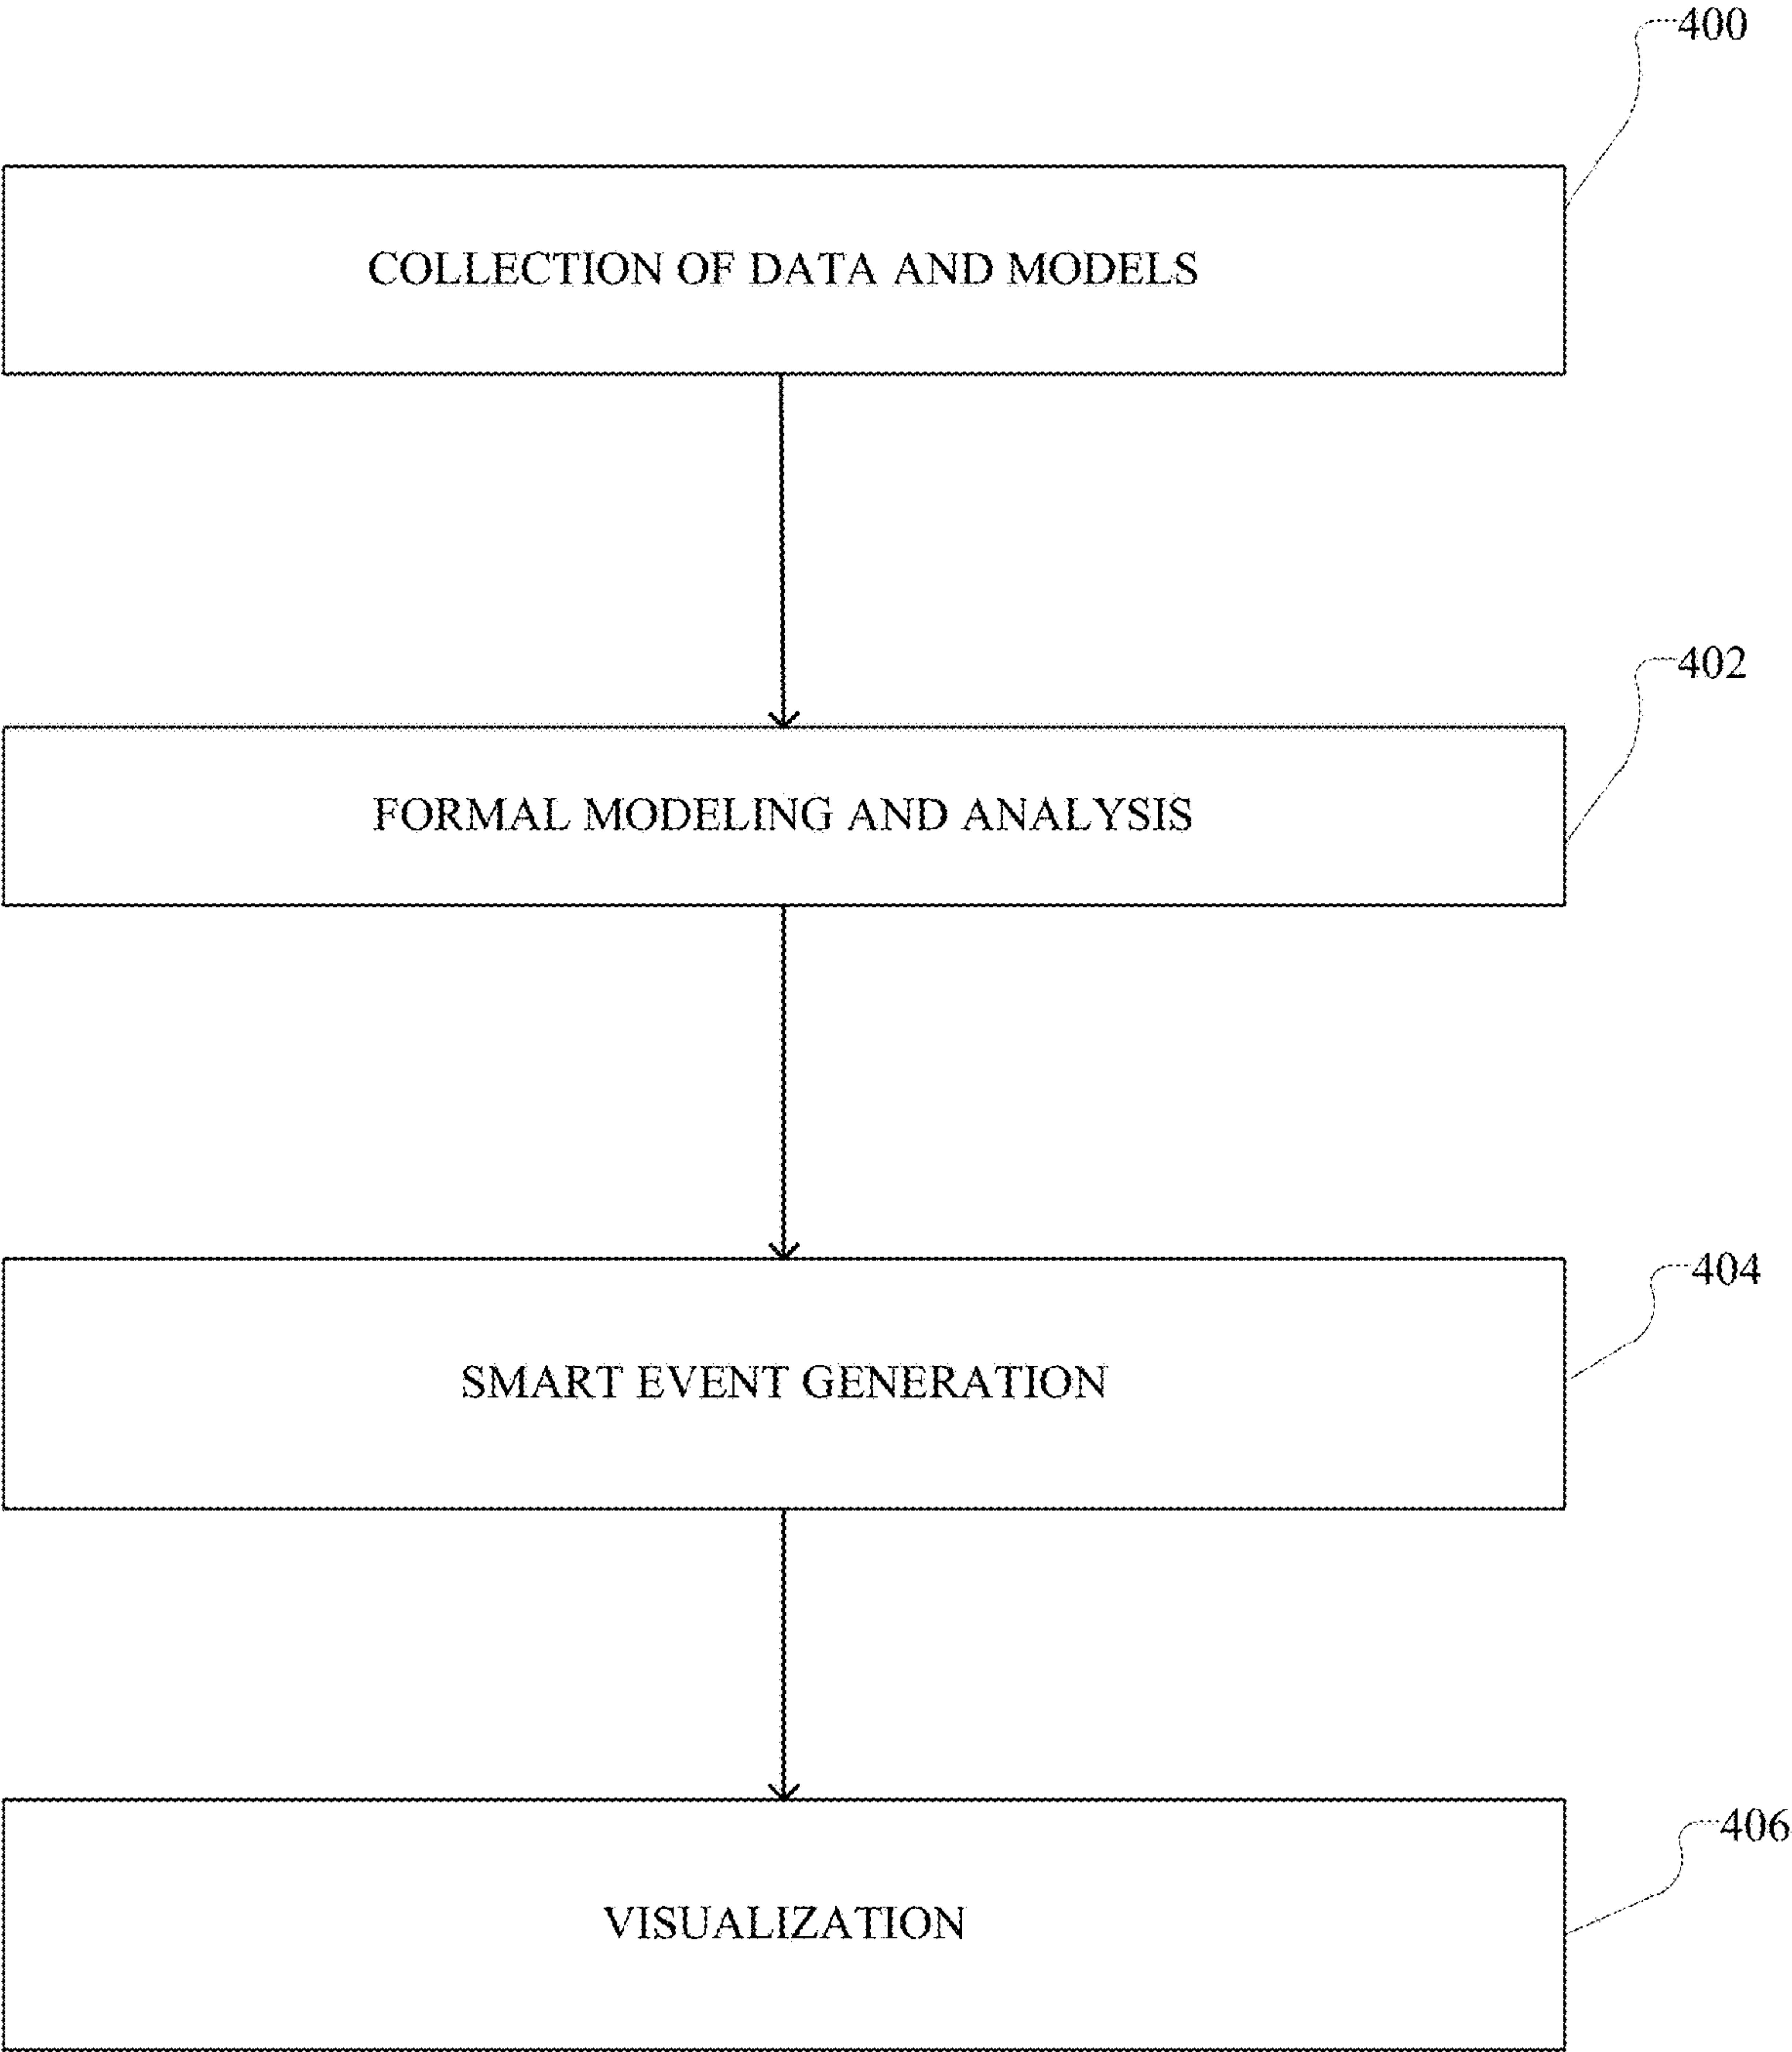 400
COLLECTION OF DATA AND MODELS
402
FORMAL MODELING AND ANALYSIS
404
SMART EVENT GENERATION
406
VISUALIZATION